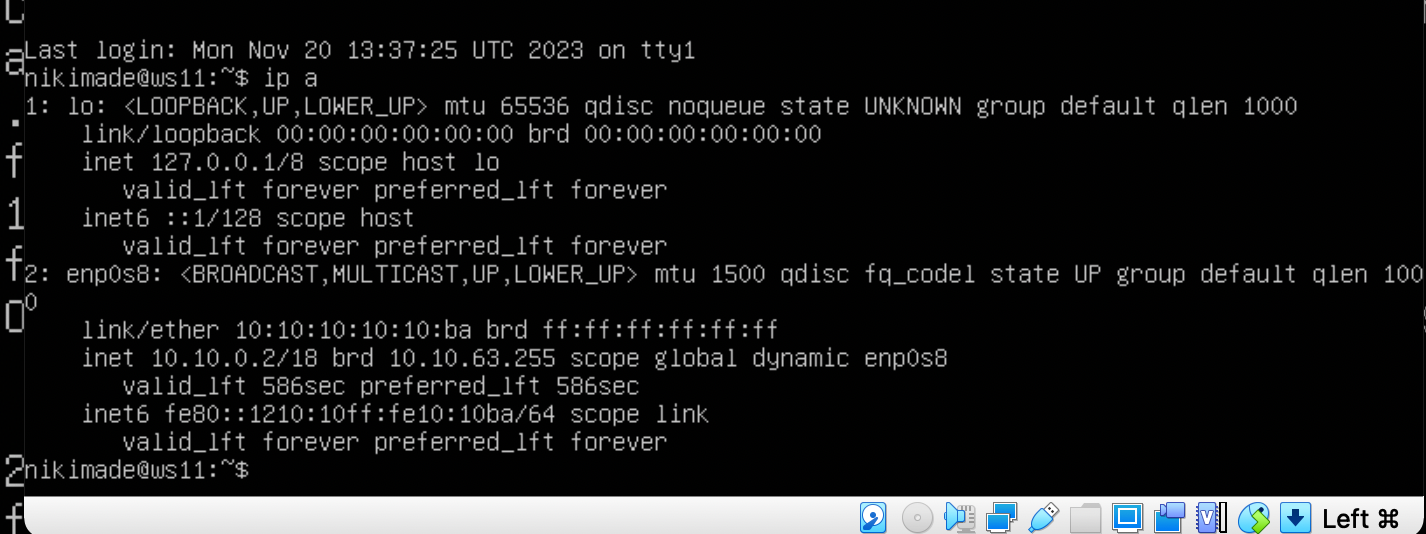 Last login: Mon Nov 20 13:37:25 UTC 2023 on tty1
nikimade@ws11:~$ ip a
1: lo: <LOOPBACK,UP,LOWER_UP> mtu 65536 qdisc noqueue state UNKNOWN group default qlen 1000
    link/loopback 00:00:00:00:00:00 brd 00:00:00:00:00:00
    inet 127.0.0.1/8 scope host lo
       valid_lft forever preferred_lft forever
    inet6 ::1/128 scope host
       valid_lft forever preferred_lft forever
2: enp0s8: <BROADCAST,MULTICAST,UP,LOWER_UP> mtu 1500 qdisc fq_codel state UP group default qlen 100
0
    link/ether 10:10:10:10:10:ba brd ff:ff:ff:ff:ff:ff
    inet 10.10.0.2/18 brd 10.10.63.255 scope global dynamic enp0s8
       valid_lft 586sec preferred_lft 586sec
    inet6 fe80::1210:10ff:fe10:10ba/64 scope link
       valid_lft forever preferred_lft forever
nikimade@ws11:~$
Left ⌘